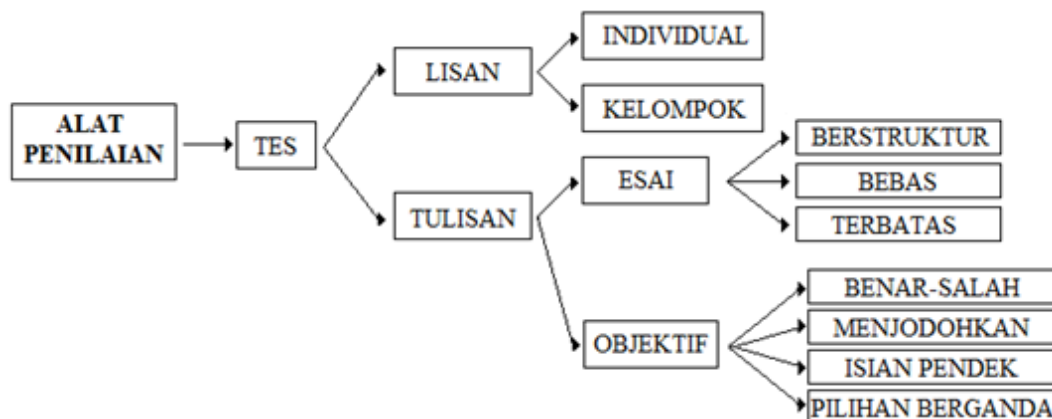 ALAT
PENILAIAN
TES
LISAN
INDIVIDUAL
KELOMPOK
TULISAN
ESAI
BERSTRUKTUR
BEBAS
TERBATAS
OBJEKTIF
BENAR-SALAH
MENJODOHKAN
ISIAN PENDEK
PILIHAN BERGANDA